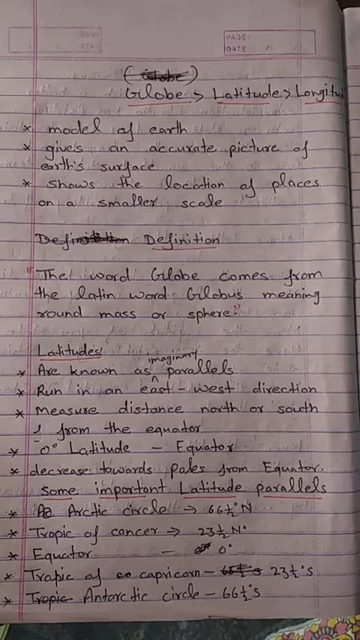 PAGE:
DATE / /
(Globe)
Globe > Latitude > Longitu
* model of earth
* gives an accurate picture of
earth's surface
* shows the location of places
on a smaller scale
Definition Definition
"The word Globe comes from
the latin word Globus meaning
round mass or sphere."
Latitudes:
imaginary
* Are known as parallels
* Run in an east - west direction
* Measure distance north or south
from the equator
* 0° Latitude - Equator
* decrease towards poles from Equator.
some important Latitude parallels
* Arctic circle → 66½°N
* Tropic of cancer → 23½ N°
* Equator - 0°
* Tropic of capricorn - 23½°s
* Tropic Antarctic circle - 66½°s